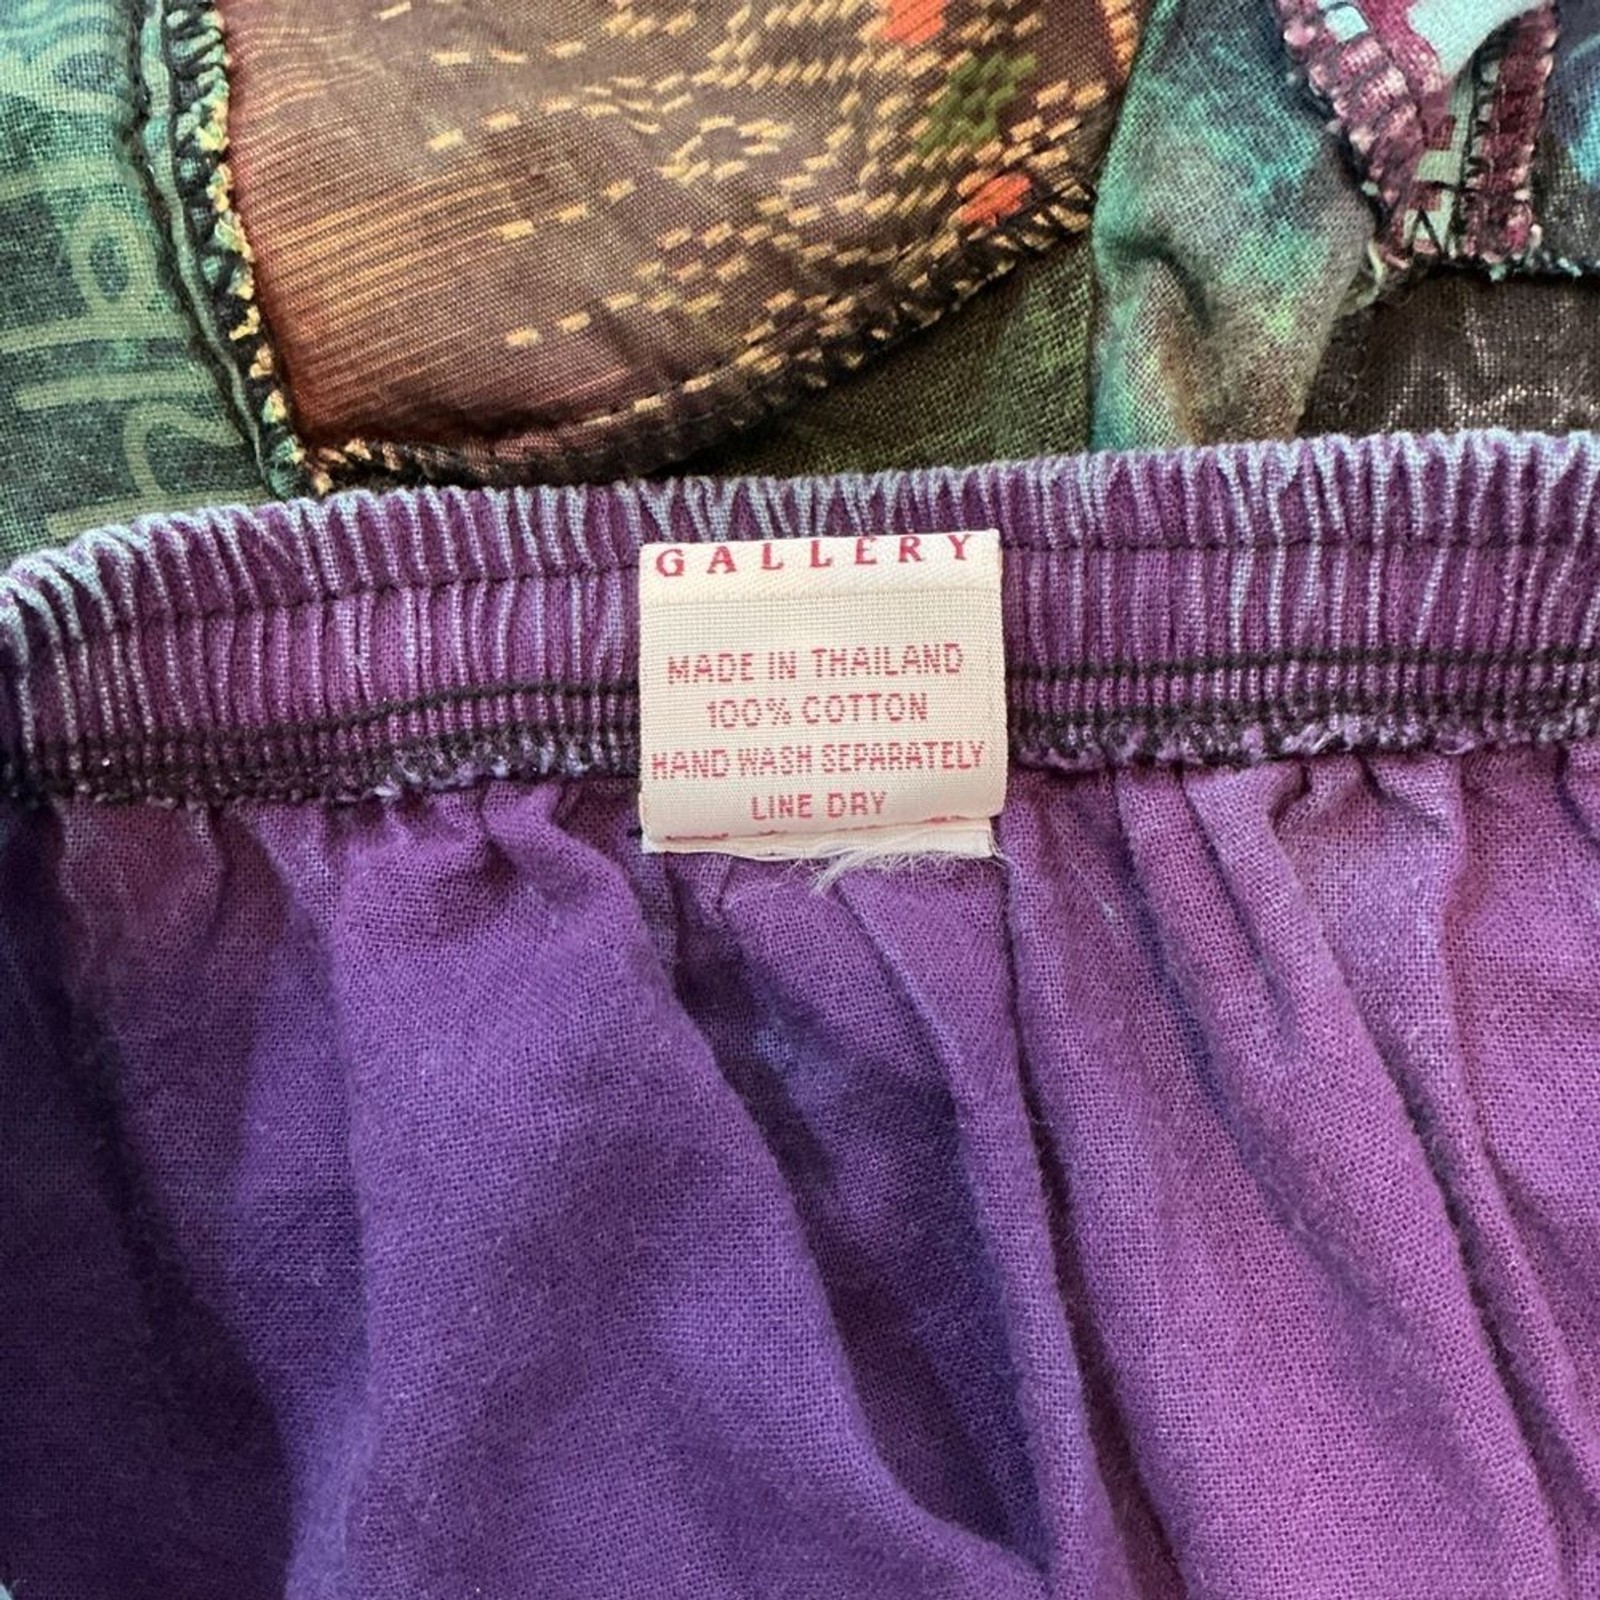 GALLERY
MADE IN THAILAND
100% COTTON
HAND WASH SEPARATELY
LINE DRY